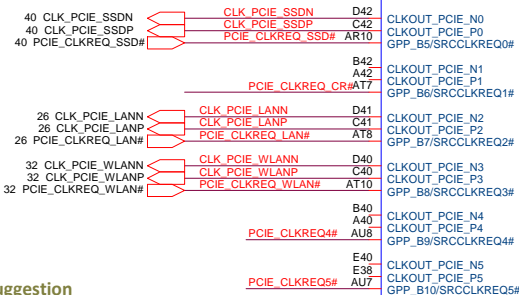 40 CLK_PCIE_SSDN CLK_PCIE_SSDN D42 CLKOUT_PCIE_N0
40 CLK_PCIE_SSDP CLK_PCIE_SSDP C42 CLKOUT_PCIE_P0
40 PCIE_CLKREQ_SSD# PCIE_CLKREQ_SSD# AR10 GPP_B5/SRCCLKREQ0#
B42 CLKOUT_PCIE_N1
A42 CLKOUT_PCIE_P1
PCIE_CLKREQ_CR# AT7 GPP_B6/SRCCLKREQ1#
26 CLK_PCIE_LANN CLK_PCIE_LANN D41 CLKOUT_PCIE_N2
26 CLK_PCIE_LANP CLK_PCIE_LANP C41 CLKOUT_PCIE_P2
26 PCIE_CLKREQ_LAN# PCIE_CLKREQ_LAN# AT8 GPP_B7/SRCCLKREQ2#
32 CLK_PCIE_WLANN CLK_PCIE_WLANN D40 CLKOUT_PCIE_N3
32 CLK_PCIE_WLANP CLK_PCIE_WLANP C40 CLKOUT_PCIE_P3
32 PCIE_CLKREQ_WLAN# PCIE_CLKREQ_WLAN# AT10 GPP_B8/SRCCLKREQ3#
B40 CLKOUT_PCIE_N4
A40 CLKOUT_PCIE_P4
PCIE_CLKREQ4# AU8 GPP_B9/SRCCLKREQ4#
E40 CLKOUT_PCIE_N5
E38 CLKOUT_PCIE_P5
uggestion PCIE_CLKREQ5# AU7 GPP_B10/SRCCLKREQ5#